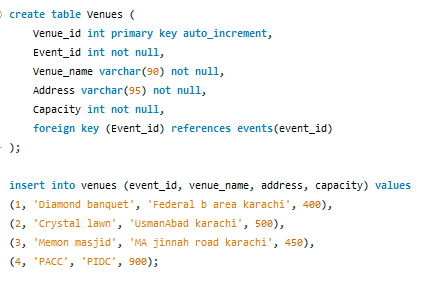 create table Venues (
Venue_id int primary key auto_increment,
Event_id int not null,
Venue_name varchar(90) not null,
Address varchar(95) not null,
Capacity int not null,
foreign key (Event_id) references events(event_id)
);
insert into venues (event_id, venue_name, address, capacity) values
(1, 'Diamond banquet', 'Federal b area karachi', 400),
(2, 'Crystal lawn', 'UsmanAbad karachi', 500),
(3, 'Memon masjid', 'MA jinnah road karachi', 450),
(4, 'PACC', 'PIDC', 900);